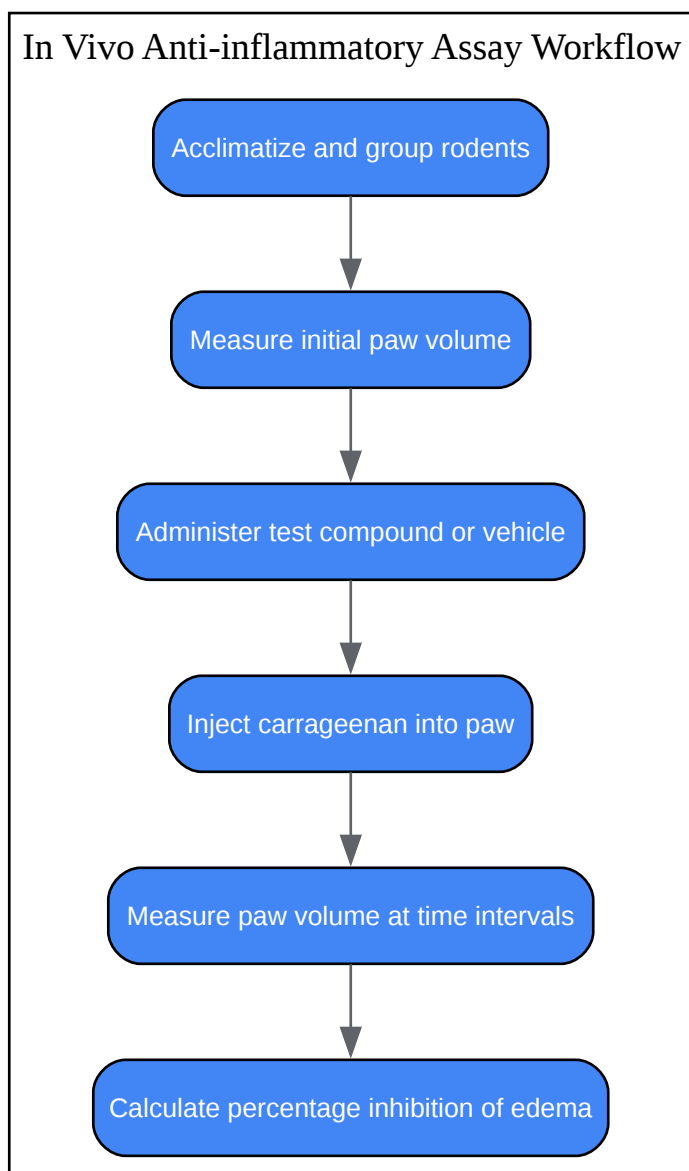 In Vivo Anti-inflammatory Assay Workflow
Acclimatize and group rodents
Measure initial paw volume
Administer test compound or vehicle
Inject carrageenan into paw
Measure paw volume at time intervals
Calculate percentage inhibition of edema